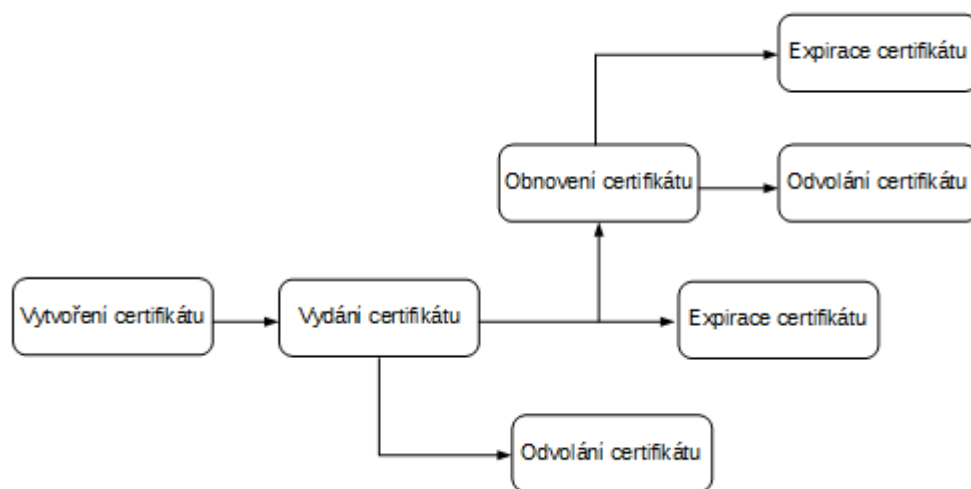 Expirace certifikátu
Obnovení certifikátu
Odvolání certifikátu
Vytvoření certifikátu
Vydání certifikátu
Expirace certifikátu
Odvolání certifikátu